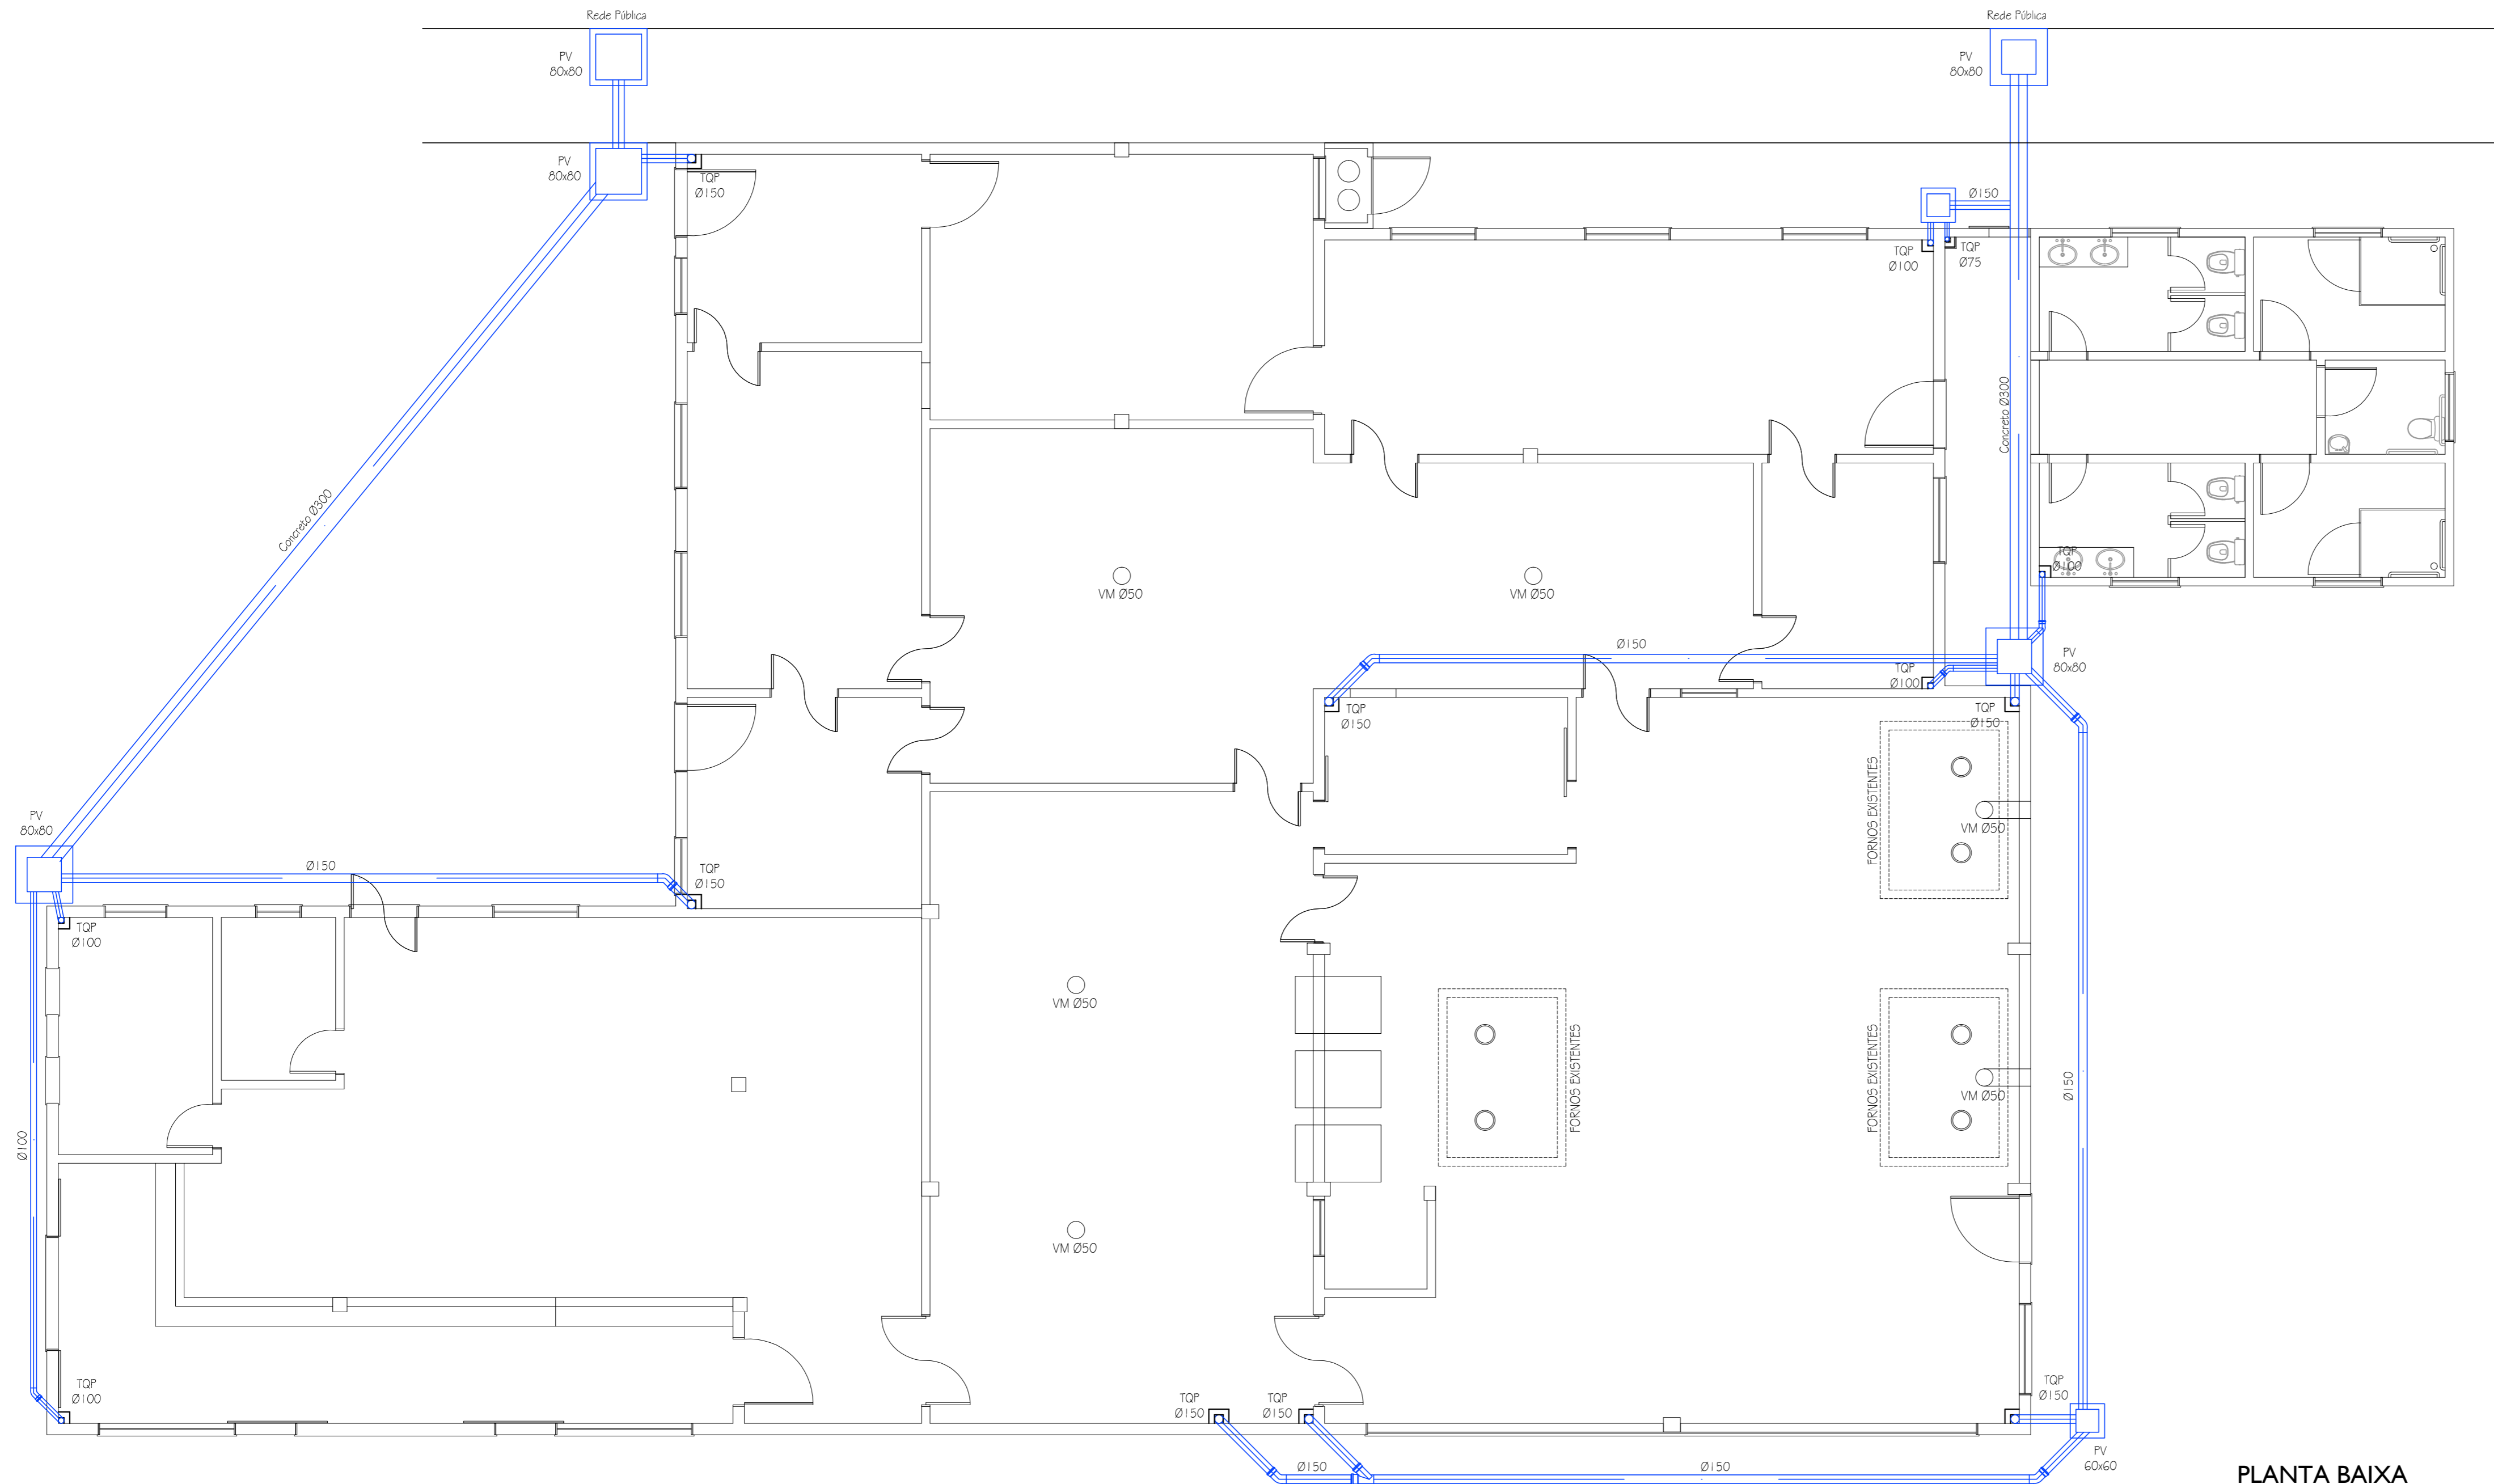 Rede Pública
Rede Pública
PV
80x80
PV
80x80
PV
80x80
TQP
Ø150
Ø150
TQP
Ø100
TQP
Ø75
Concreto Ø300
Concreto Ø300
TQP
Ø100
VM Ø50
VM Ø50
Ø150
PV
80x80
TQP
Ø100
TQP
Ø150
TQP
Ø150
FORNOS EXISTENTES
VM Ø50
PV
80x80
Ø150
TQP
Ø150
TQP
Ø100
VM Ø50
FORNOS EXISTENTES
FORNOS EXISTENTES
VM Ø50
Ø150
Ø100
VM Ø50
TQP
Ø100
TQP
Ø150
TQP
Ø150
TQP
Ø150
PV
60x60
Ø150
Ø150
PLANTA BAIXA